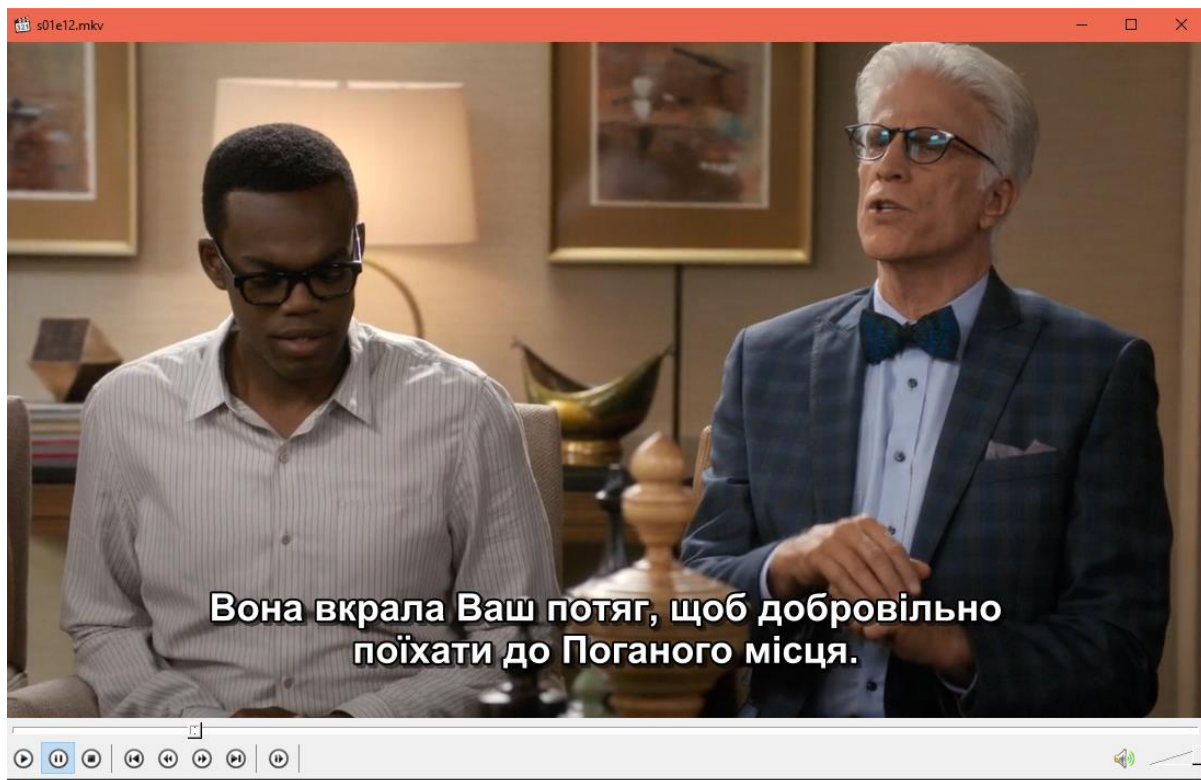 s01e12.mkv
Вона вкрала Ваш потяг, щоб добровільно
поїхати до Поганого місця.